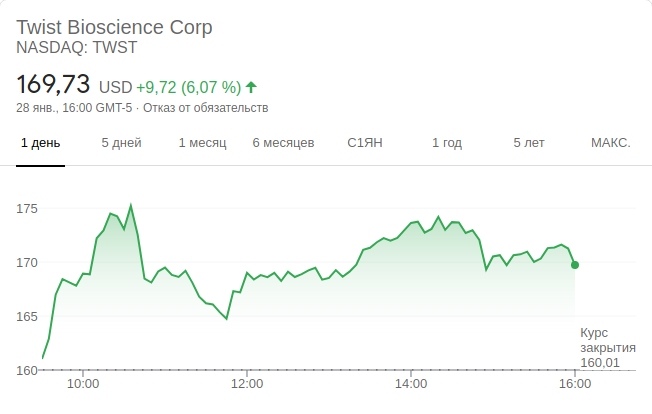 Twist Bioscience Corp
NASDAQ: TWST
169,73 USD +9,72 (6,07 %)
28 янв., 16:00 GMT-5 · Отказ от обязательств
1 день 5 дней 1 месяц 6 месяцев С1ЯН 1 год 5 лет МАКС.
175
170
165
Курс
закрытия
160,01
160
10:00 12:00 14:00 16:00